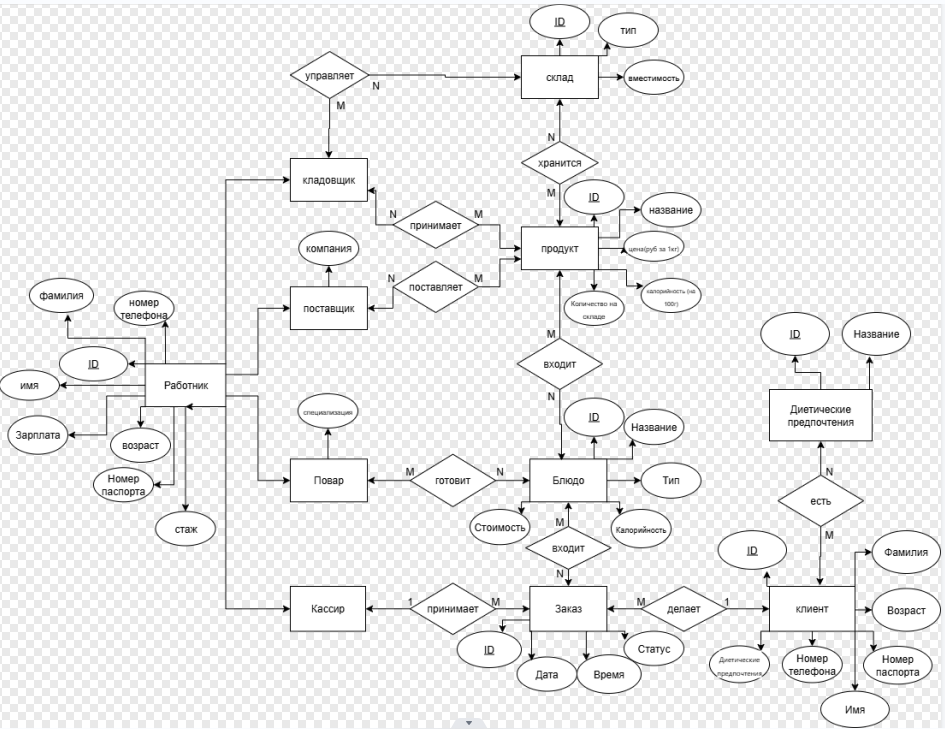 ID
тип
управляет
N
M
склад
вместимость
N
хранится
M
кладовщик
ID
название
N
принимает
M
продукт
цена(руб за 1кг)
компания
N
поставляет
M
поставщик
Количество на
складе
калорийность (на
100г)
фамилия
номер
телефона
ID
имя
Работник
Зарплата
возраст
Номер
паспорта
стаж
M
входит
N
ID
Название
Диетические
предпочтения
специализация
ID
Название
Повар
M
готовит
N
Блюдо
Тип
Стоимость
Калорийность
M
входит
N
N
есть
M
ID
Фамилия
Кассир
1
принимает
M
Заказ
M
делает
1
клиент
Возраст
ID
Дата
Время
Статус
Диетические
предпочтения
Номер
телефона
Номер
паспорта
Имя